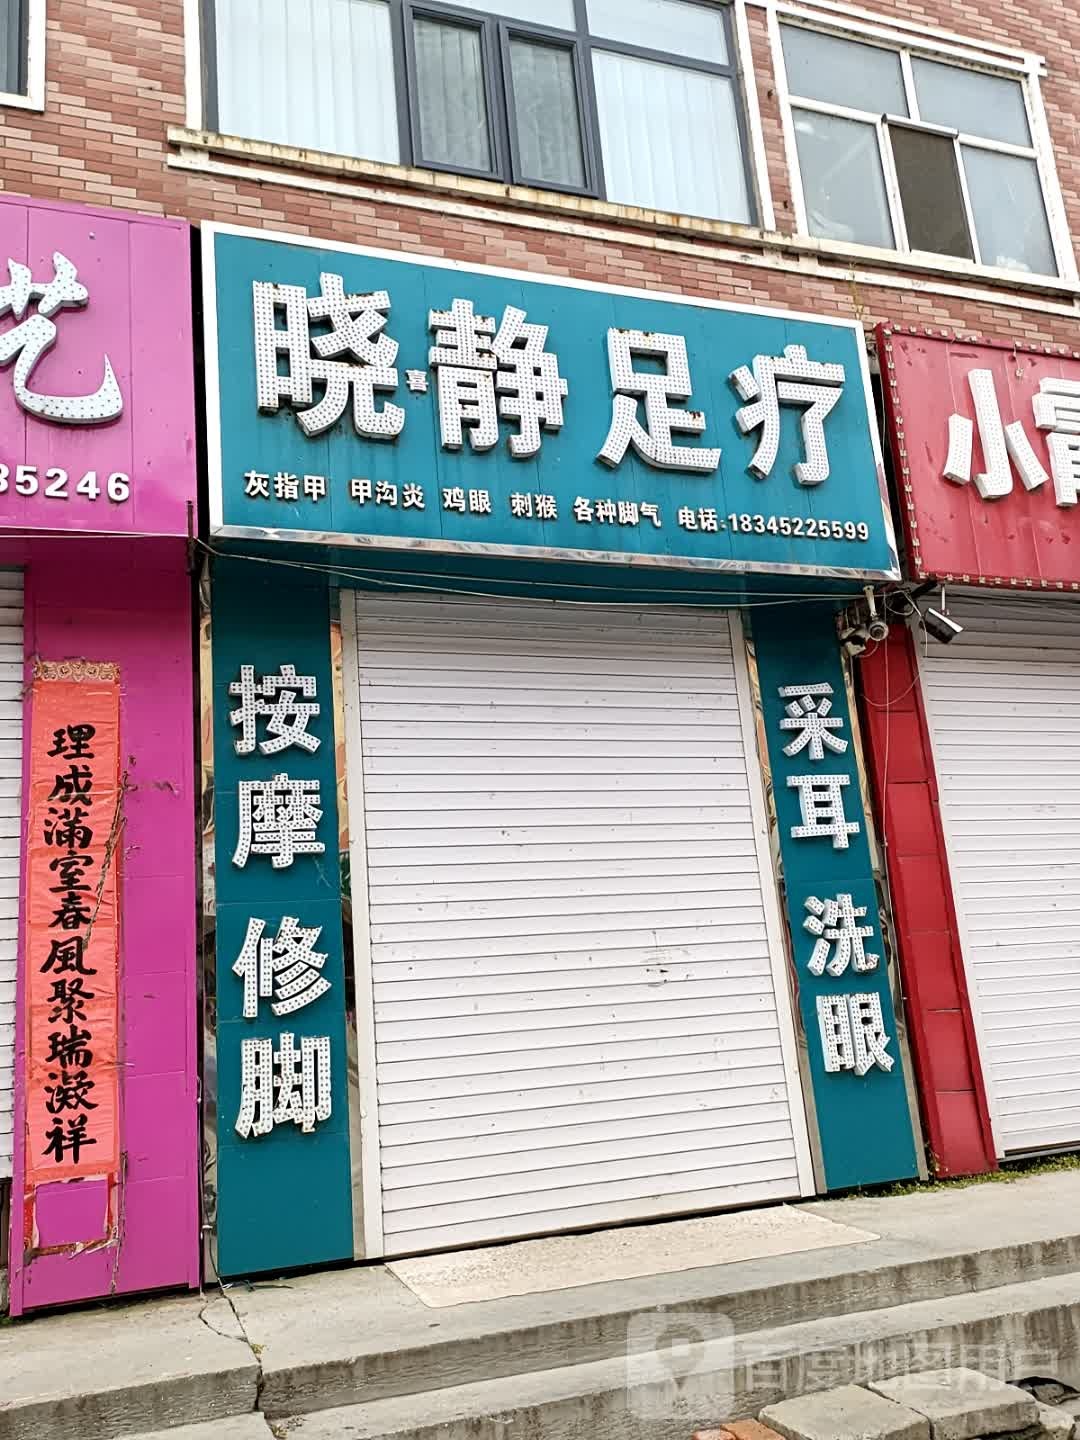 艺
35246
晓静足疗
喜
灰指甲 甲沟炎 鸡眼 刺猴 各种脚气 电话:18345225599
小
按摩 修脚
采耳 洗眼
理成满室春風聚瑞凝祥
百度地图用户